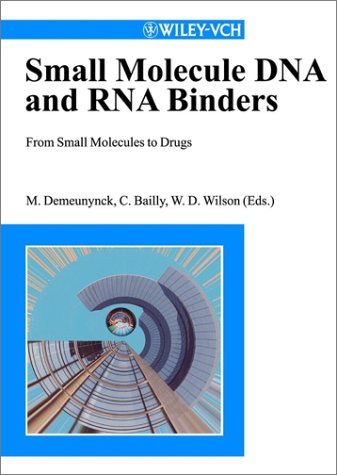 WILEY-VCH
Small Molecule DNA
and RNA Binders
From Small Molecules to Drugs
M. Demeunynck, C. Bailly, W. D. Wilson (Eds.)